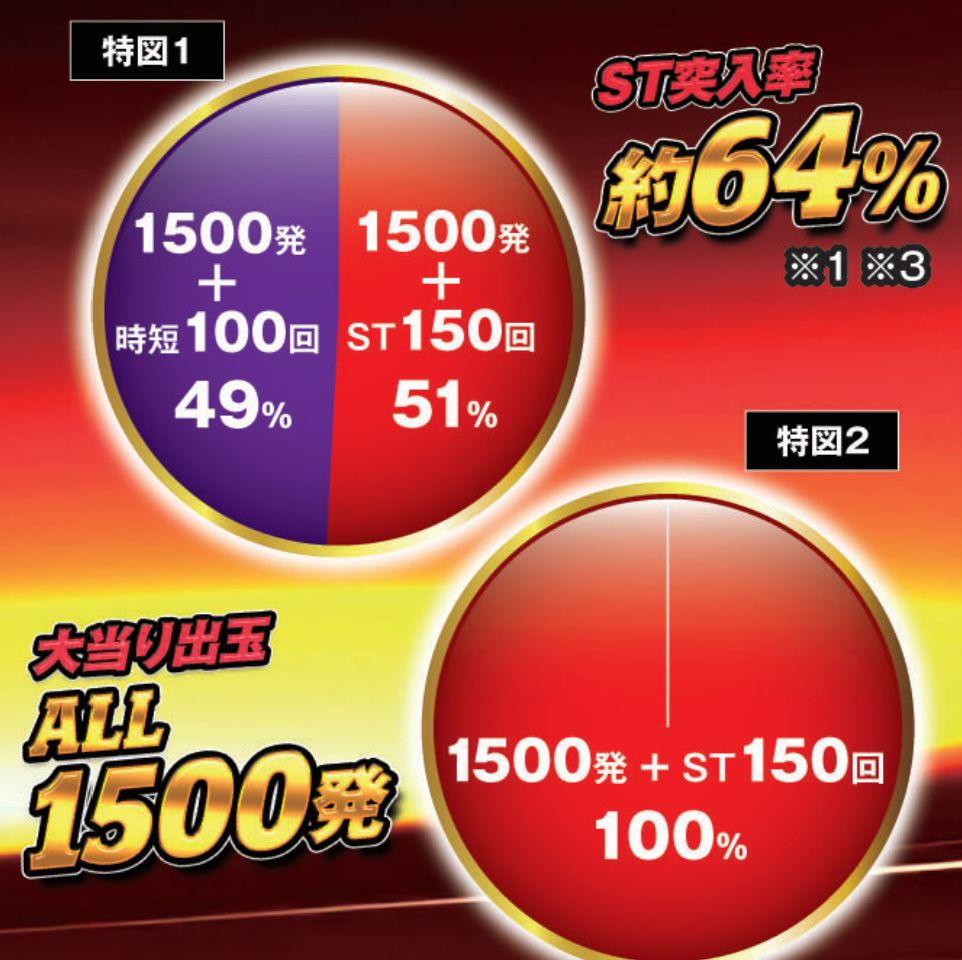 特図1
ST突入率
約64%
※1 ※3
1500発
+
時短100回
49%
1500発
+
ST150回
51%
特図2
大当り出玉
ALL
1500発
1500発 + ST150回
100%